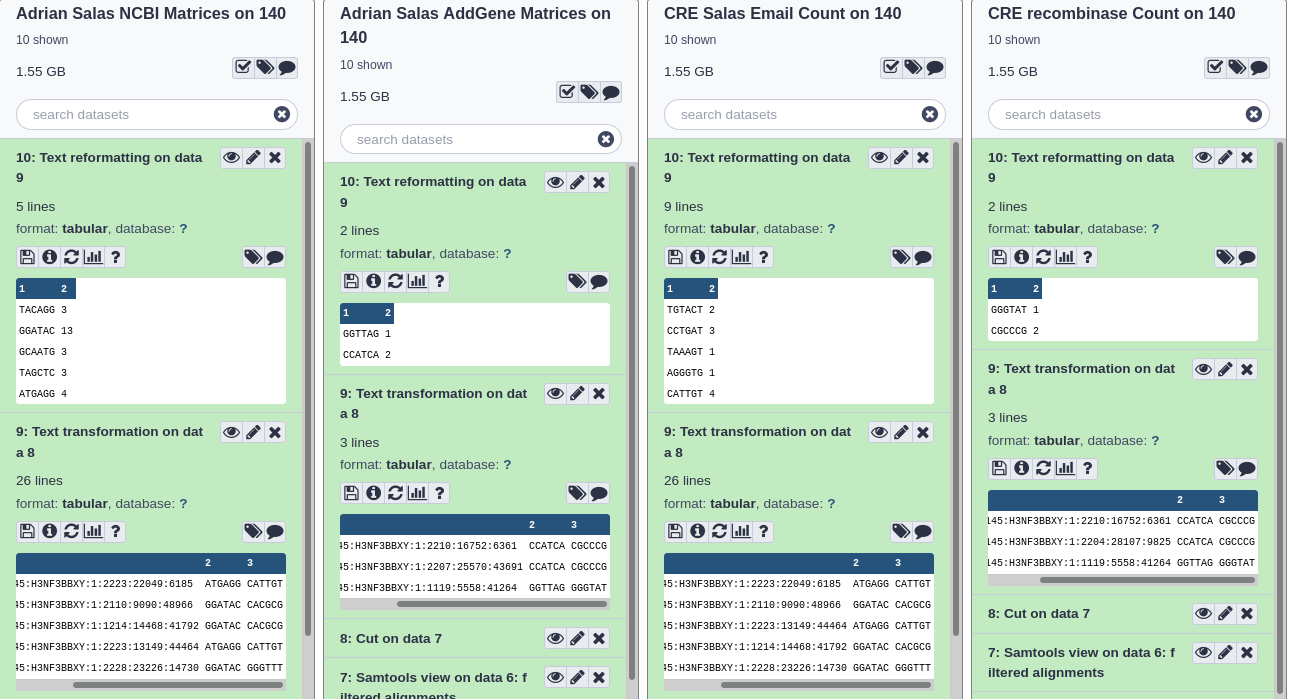 Adrian Salas NCBI Matrices on 140
10 shown
1.55 GB
search datasets
10: Text reformatting on data
9
5 lines
format: tabular, database: ?
1 2
TACAGG 3
GGATAC 13
GCAATG 3
TAGCTC 3
ATGAGG 4
9: Text transformation on dat
a 8
26 lines
format: tabular, database: ?
2 3
45:H3NF3BBXY:1:2223:22049:6185 ATGAGG CATTGT
45:H3NF3BBXY:1:2110:9090:48966 GGATAC CACGCG
45:H3NF3BBXY:1:1214:14468:41792 GGATAC CACGCG
45:H3NF3BBXY:1:2223:13149:44464 ATGAGG CATTGT
45:H3NF3BBXY:1:2228:23226:14730 GGATAC GGGTTT
Adrian Salas AddGene Matrices on
140
10 shown
1.55 GB
search datasets
10: Text reformatting on data
9
2 lines
format: tabular, database: ?
1 2
GGTTAG 1
CCATCA 2
9: Text transformation on dat
a 8
3 lines
format: tabular, database: ?
2 3
45:H3NF3BBXY:1:2210:16752:6361 CCATCA CGCCCG
45:H3NF3BBXY:1:2207:25570:43691 CCATCA CGCCCG
45:H3NF3BBXY:1:1119:5558:41264 GGTTAG GGGTAT
8: Cut on data 7
7: Samtools view on data 6: f
iltered alignments
CRE Salas Email Count on 140
10 shown
1.55 GB
search datasets
10: Text reformatting on data
9
9 lines
format: tabular, database: ?
1 2
TGTACT 2
CCTGAT 3
TAAAGT 1
AGGGTG 1
CATTGT 4
9: Text transformation on dat
a 8
26 lines
format: tabular, database: ?
2 3
45:H3NF3BBXY:1:2223:22049:6185 ATGAGG CATTGT
45:H3NF3BBXY:1:2110:9090:48966 GGATAC CACGCG
45:H3NF3BBXY:1:2223:13149:44464 ATGAGG CATTGT
45:H3NF3BBXY:1:1214:14468:41792 GGATAC CACGCG
45:H3NF3BBXY:1:2228:23226:14730 GGATAC GGGTTT
CRE recombinase Count on 140
10 shown
1.55 GB
search datasets
10: Text reformatting on data
9
2 lines
format: tabular, database: ?
1 2
GGGTAT 1
CGCCCG 2
9: Text transformation on dat
a 8
3 lines
format: tabular, database: ?
2 3
145:H3NF3BBXY:1:2210:16752:6361 CCATCA CGCCCG
145:H3NF3BBXY:1:2204:28107:9825 CCATCA CGCCCG
145:H3NF3BBXY:1:1119:5558:41264 GGTTAG GGGTAT
8: Cut on data 7
7: Samtools view on data 6: f
iltered alignments